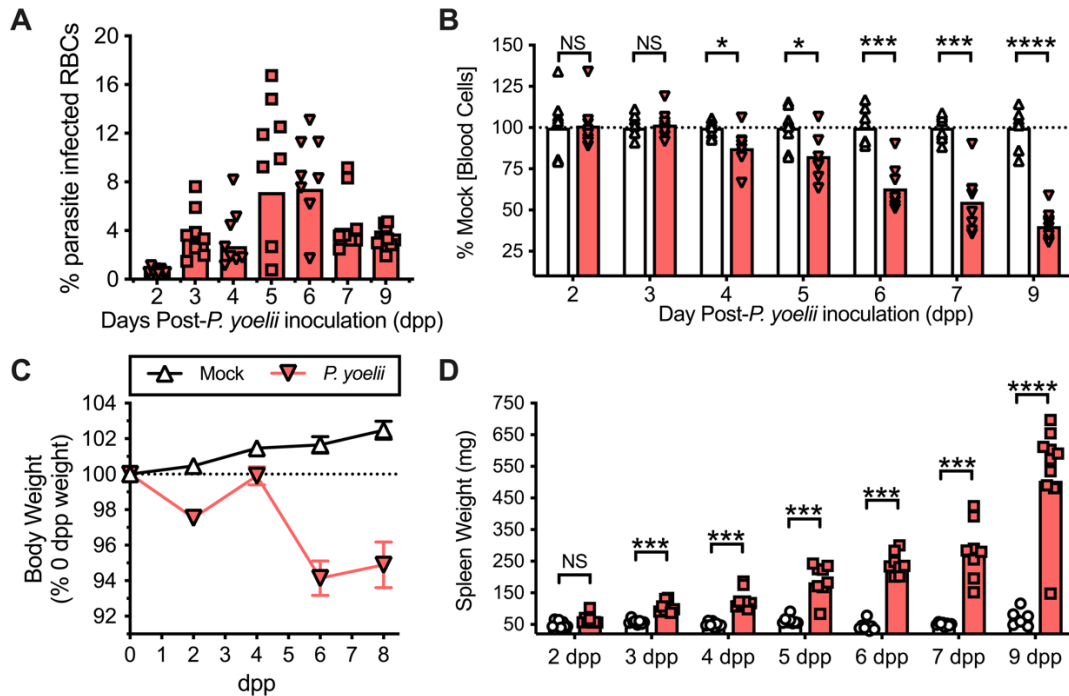 A
% parasite infected RBCs
20
16
12
8
4
0
2 3 4 5 6 7 9
Days Post-P. yoelii inoculation (dpp)
B
% Mock [Blood Cells]
150
125
100
75
50
25
NS NS * * *** *** ****
2 3 4 5 6 7 9
Day Post-P. yoelii inoculation (dpp)
C
Mock P. yoelii
Body Weight
(% 0 dpp weight)
104
102
100
98
96
94
92
0 1 2 3 4 5 6 7 8
dpp
D
Spleen Weight (mg)
750
650
550
450
350
250
150
50
NS *** *** *** *** *** ****
2 dpp 3 dpp 4 dpp 5 dpp 6 dpp 7 dpp 9 dpp